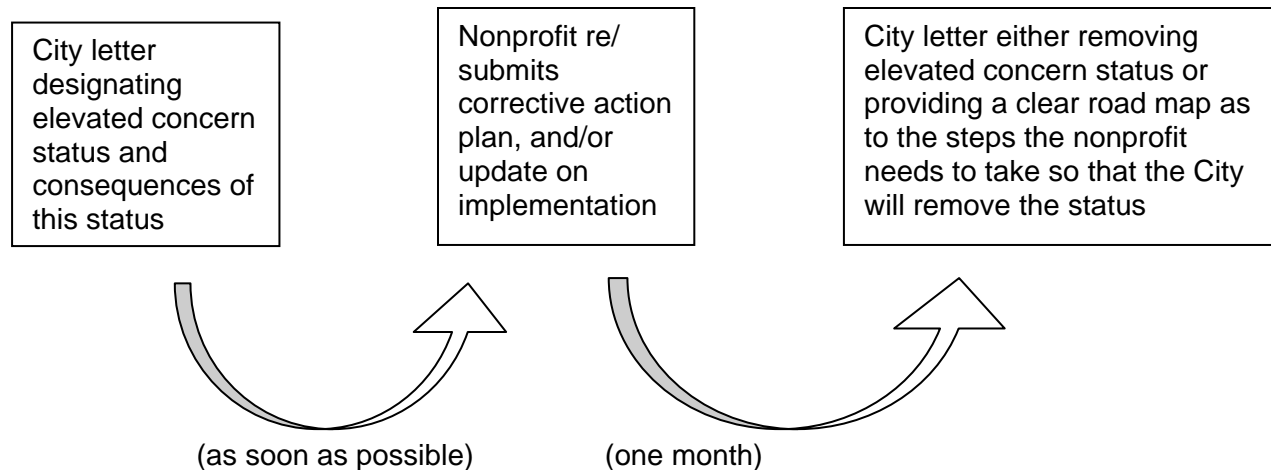 City letter
designating
elevated concern
status and
consequences of
this status
Nonprofit re/
submits
corrective action
plan, and/or
update on
implementation
City letter either removing
elevated concern status or
providing a clear road map as
to the steps the nonprofit
needs to take so that the City
will remove the status
(as soon as possible)
(one month)